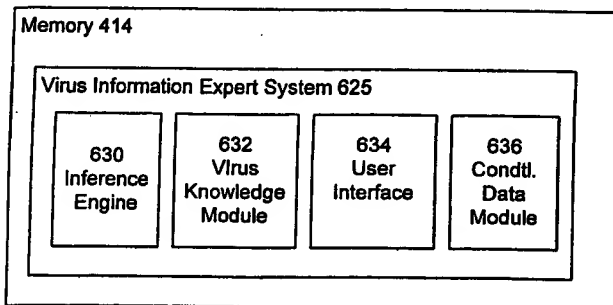 Memory 414
Virus Information Expert System 625
630
Inference
Engine
632
Virus
Knowledge
Module
634
User
Interface
636
Condtl.
Data
Module